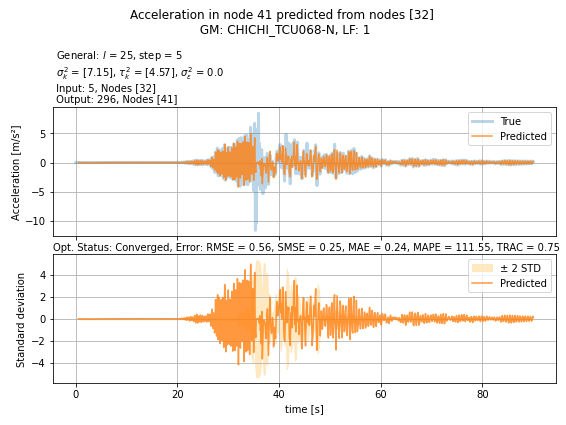 Acceleration in node 41 predicted from nodes [32]
GM: CHICHI_TCU068-N, LF: 1
General: l = 25, step = 5
σ²ₖ = [7.15], τ²ₖ = [4.57], σ²ε = 0.0
Input: 5, Nodes [32]
Output: 296, Nodes [41]
True
Predicted
Acceleration [m/s²]
5
0
−5
−10
Opt. Status: Converged, Error: RMSE = 0.56, SMSE = 0.25, MAE = 0.24, MAPE = 111.55, TRAC = 0.75
± 2 STD
Predicted
Standard deviation
4
2
0
−2
−4
0 20 40 60 80
time [s]